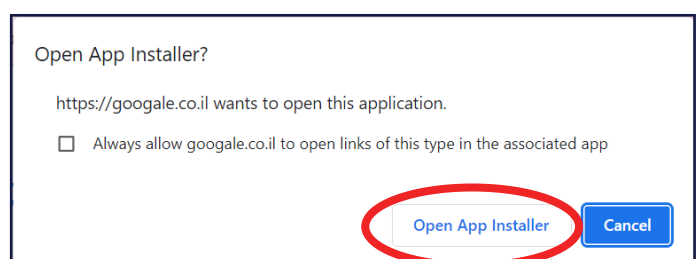 Open App Installer?
https://googale.co.il wants to open this application.
Always allow googale.co.il to open links of this type in the associated app
Open App Installer
Cancel